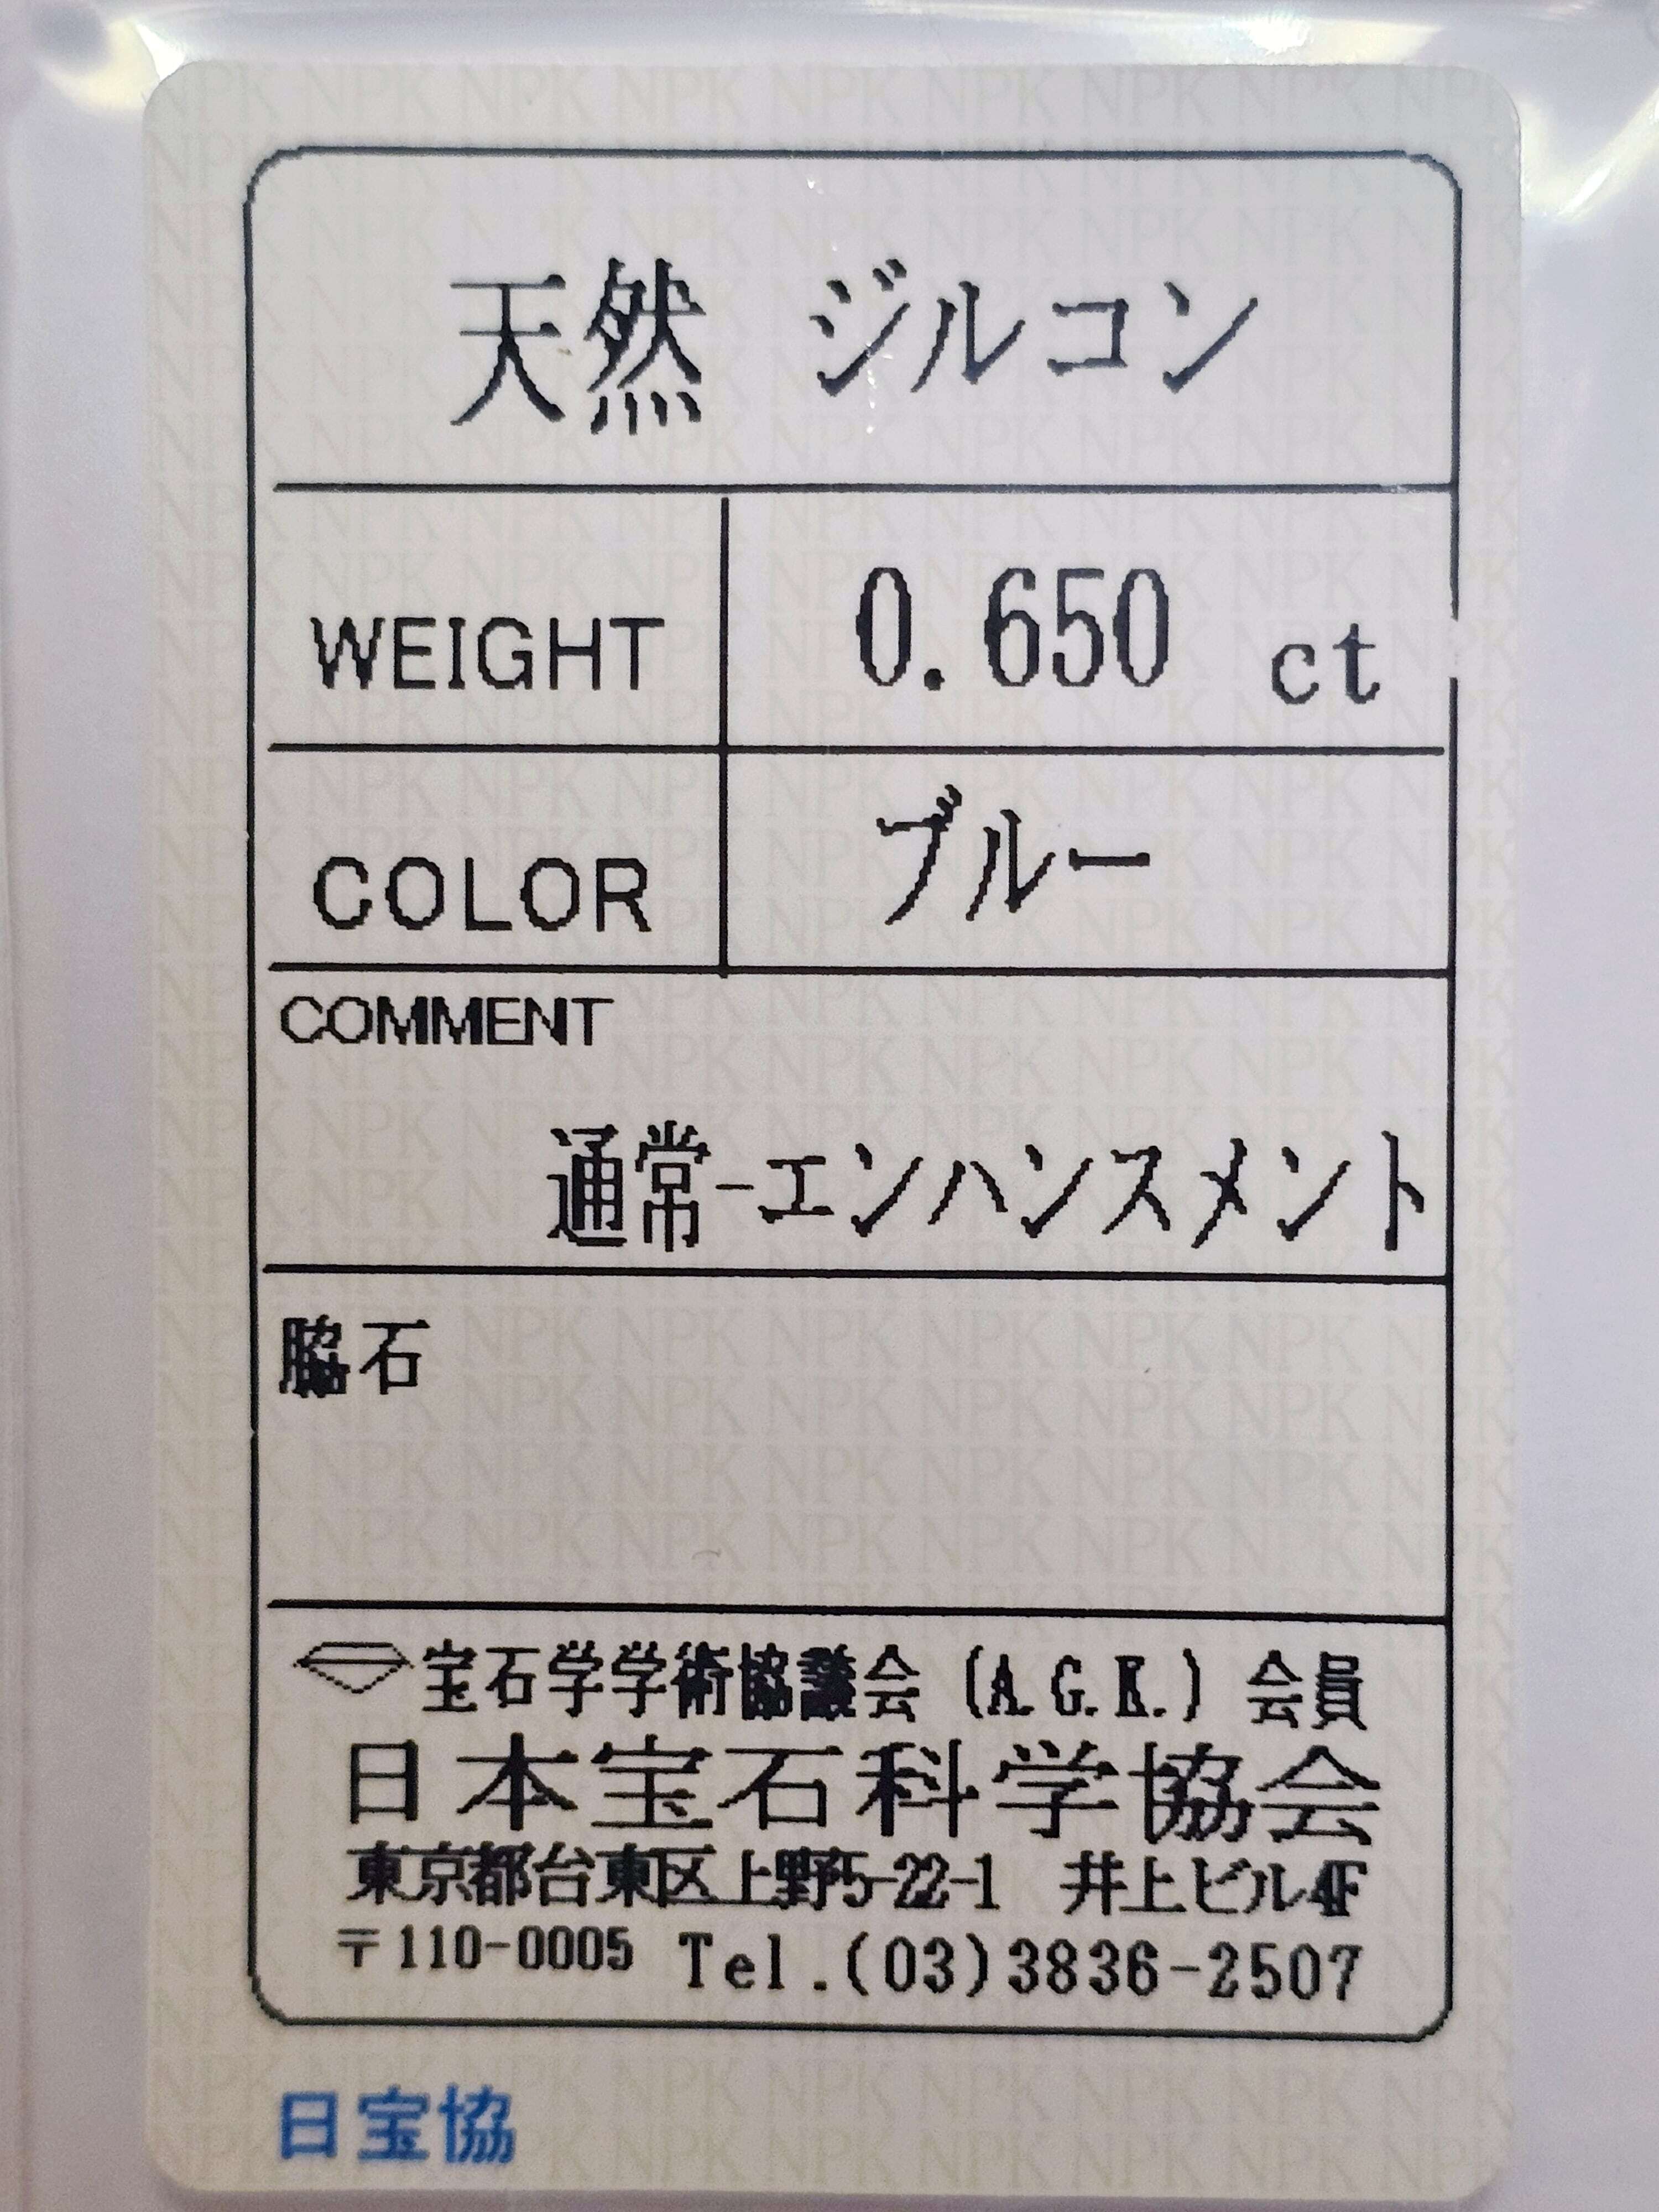 天然 ジルコン
WEIGHT 0.650 ct
COLOR ブルー
COMMENT
通常-エンハンスメント
脇石
宝石学学術協議会 (A.G.K.) 会員
日本宝石科学協会
東京都台東区上野5-22-1 井上ビル4F
〒110-0005 Tel.(03)3836-2507
日宝協